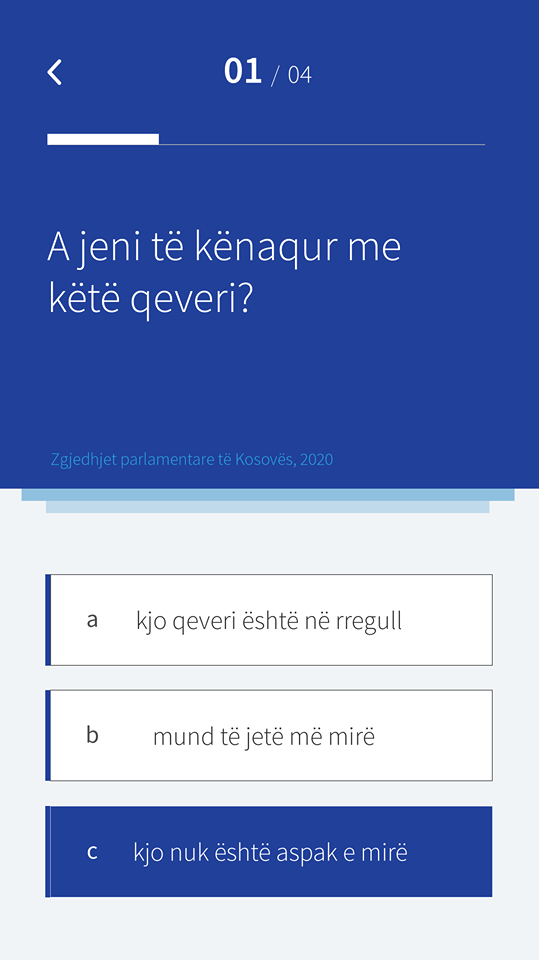 01 / 04
A jeni të kënaqur me
këtë qeveri?
Zgjedhjet parlamentare të Kosovës, 2020
a kjo qeveri është në rregull
b mund të jetë më mirë
c kjo nuk është aspak e mirë